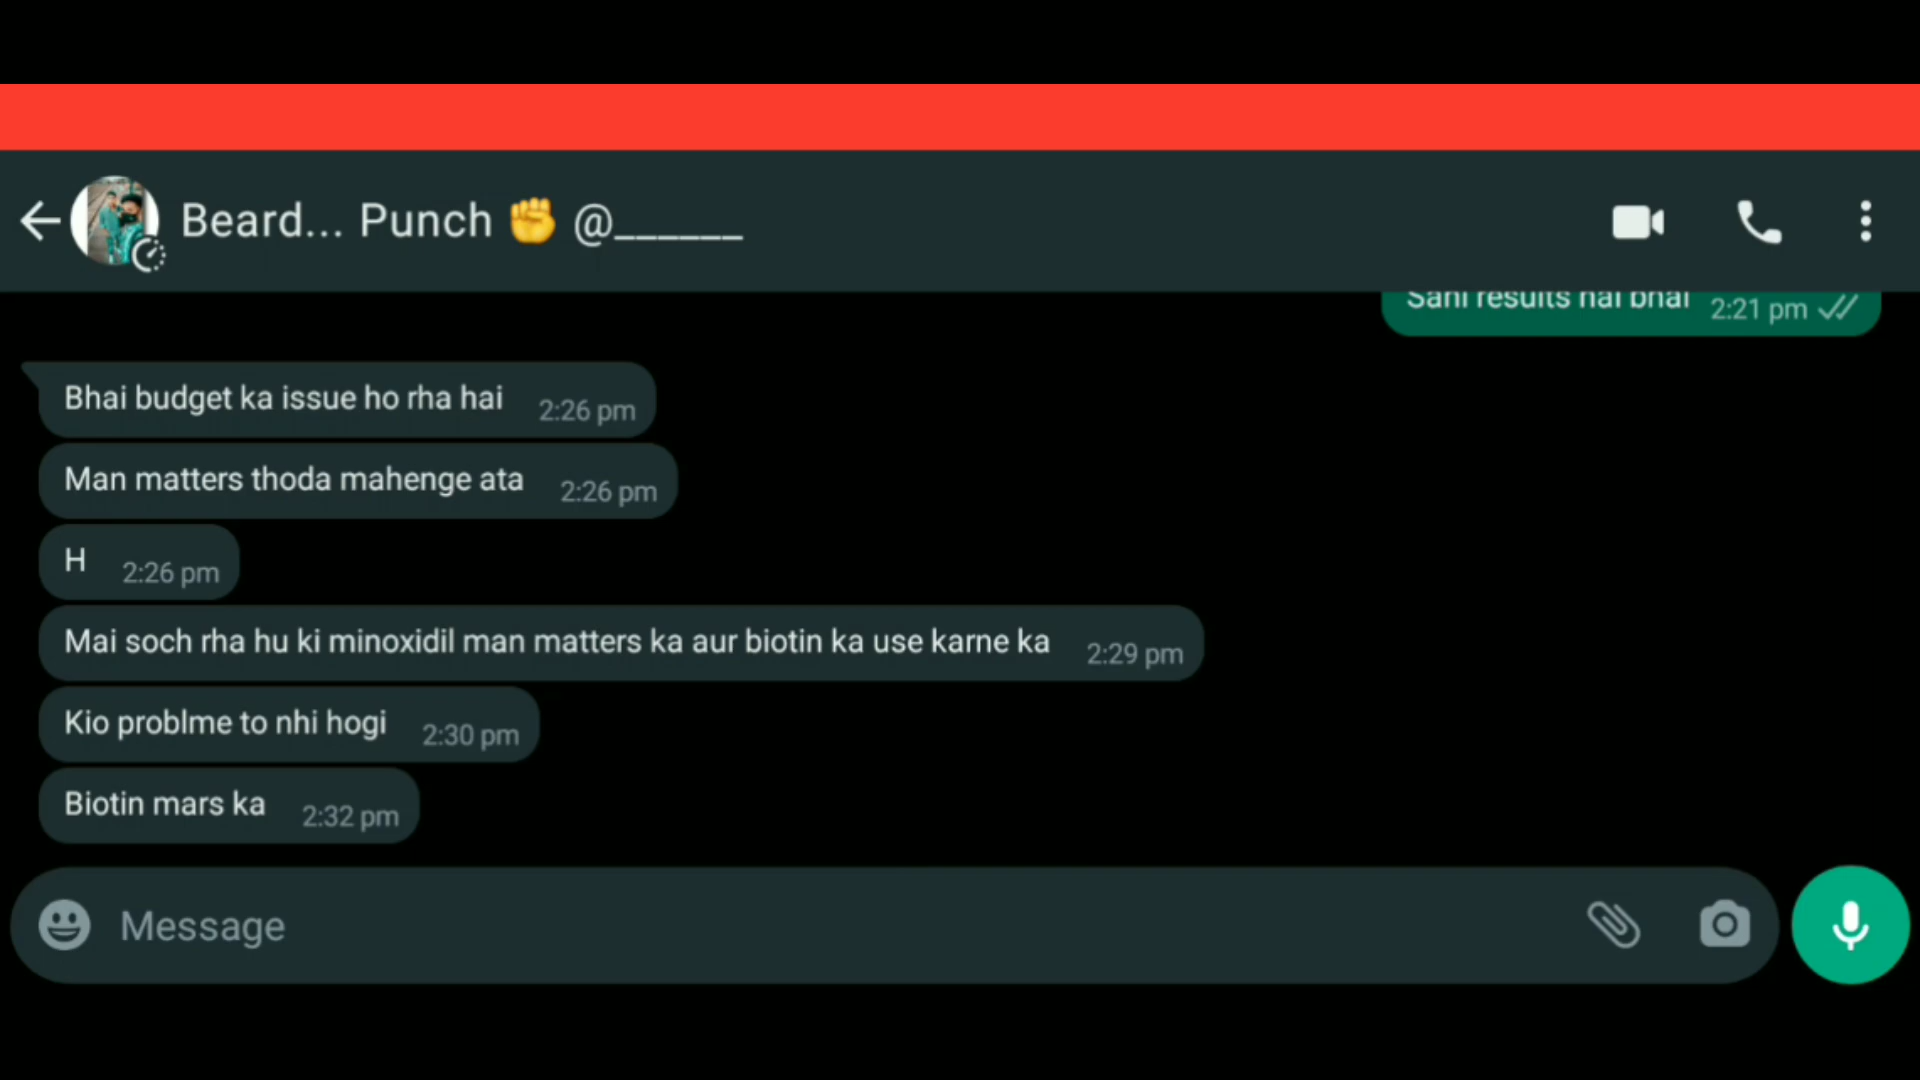 Beard... Punch ✊ @______
Sahi results hai bhai 2:21 pm
Bhai budget ka issue ho rha hai 2:26 pm
Man matters thoda mahenge ata 2:26 pm
H 2:26 pm
Mai soch rha hu ki minoxidil man matters ka aur biotin ka use karne ka 2:29 pm
Kio problme to nhi hogi 2:30 pm
Biotin mars ka 2:32 pm
Message